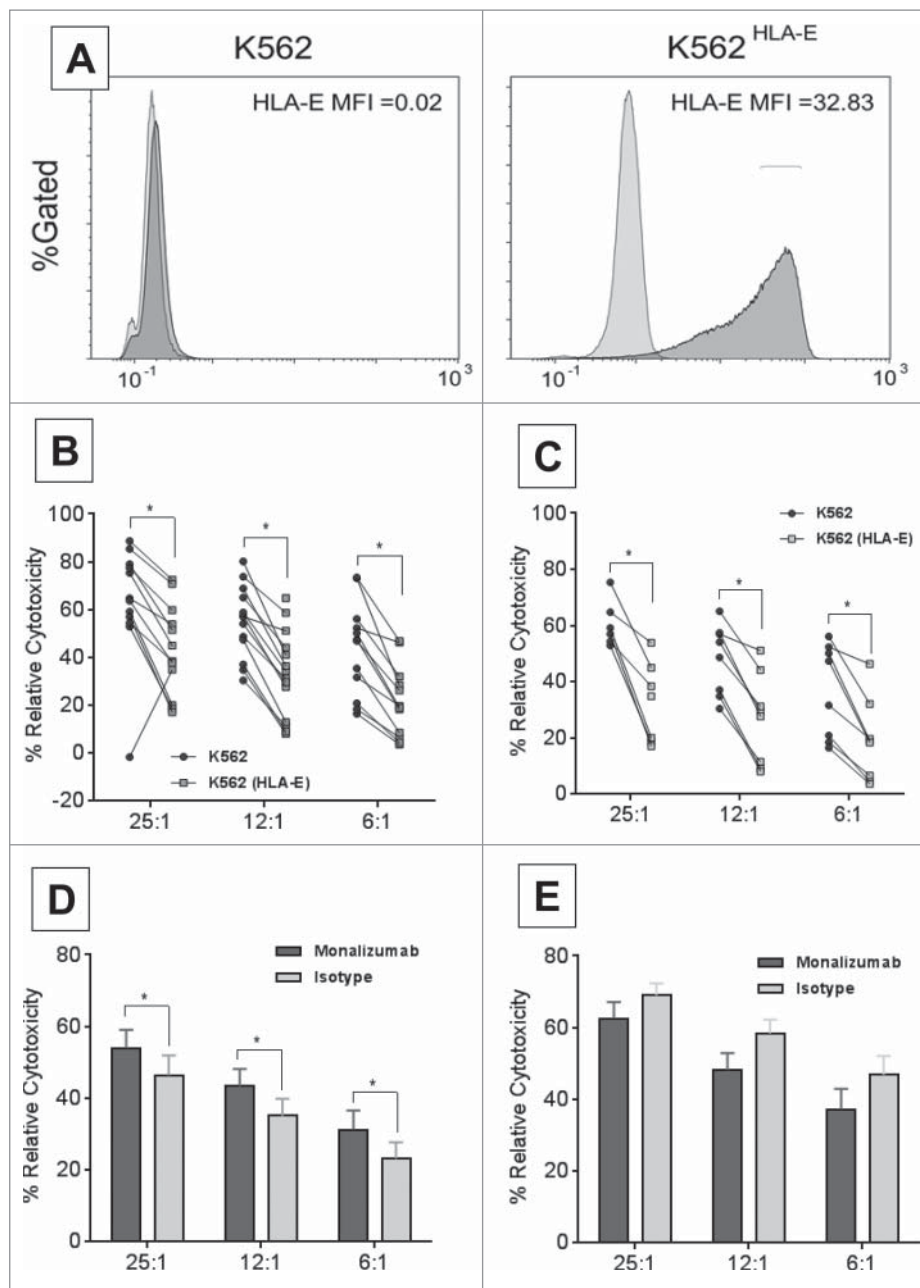 A
K562
HLA-E MFI =0.02
%Gated
10-1
103
K562HLA-E
HLA-E MFI =32.83
10-1
103
B
% Relative Cytotoxicity
100
80
60
40
20
0
-20
*
*
*
K562
K562 (HLA-E)
25:1
12:1
6:1
C
% Relative Cytotoxicity
100
80
60
40
20
0
*
*
*
K562
K562 (HLA-E)
25:1
12:1
6:1
D
% Relative Cytotoxicity
80
60
40
20
0
*
*
*
Monalizumab
Isotype
25:1
12:1
6:1
E
% Relative Cytotoxicity
80
60
40
20
0
Monalizumab
Isotype
25:1
12:1
6:1